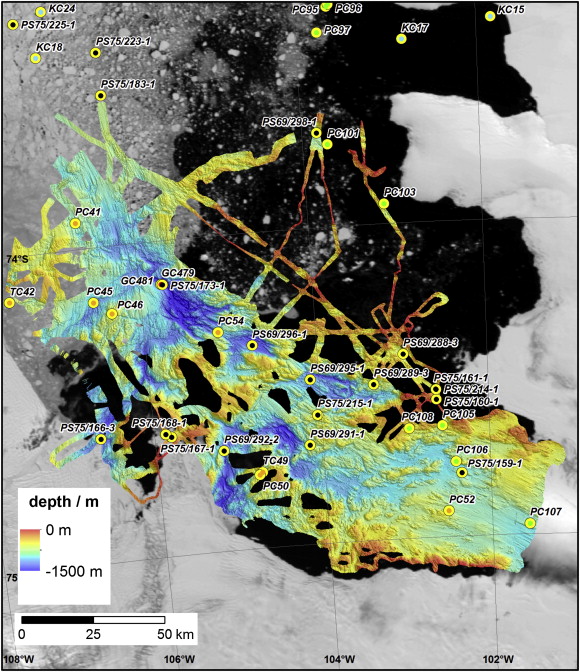 KC24
PC95
PC96
KC15
PS75/225-1
PC97
KC17
PS75/223-1
KC18
PS75/183-1
PS69/298-1
PC101
PC103
PC41
74°S
GC479
GC481
PS75/173-1
TC42
PC45
PC46
PC54
PS69/296-1
PS69/288-3
PS69/295-1
PS69/289-3
PS75/161-1
PS75/214-1
PS75/160-1
PS75/215-1
PC105
PC108
PS75/166-3
PS75/168-1
PS75/167-1
PS69/292-2
PS69/291-1
PC106
PS75/159-1
TC49
PC50
PC52
PC107
depth / m
0 m
-1500 m
75
0 25 50 km
108°W 106°W 104°W 102°W